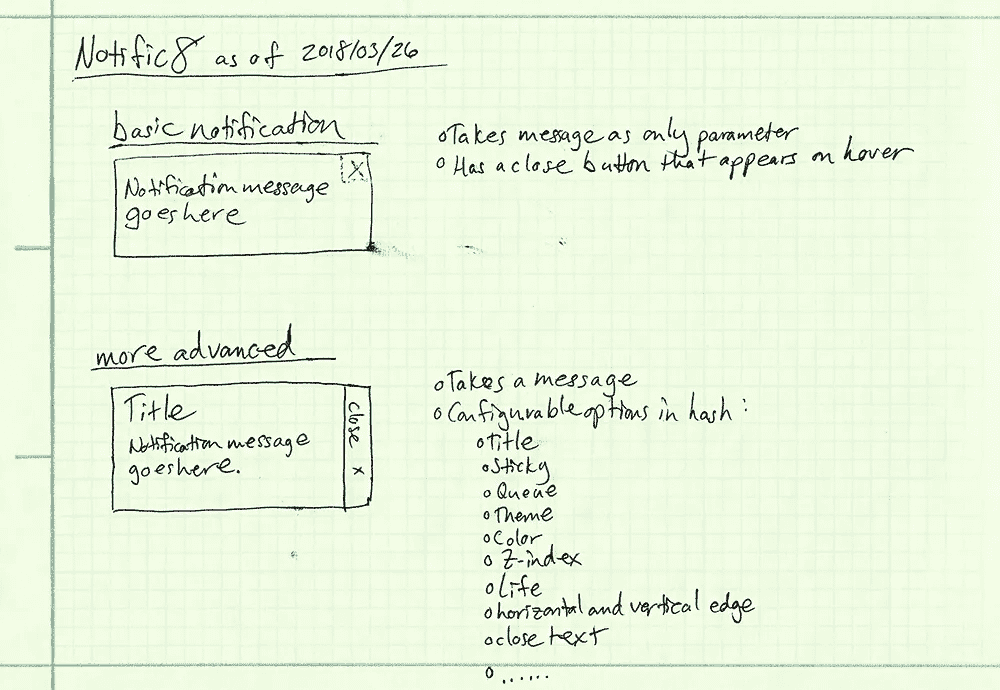 Notific8 as of 2018/03/26
basic notification
X
Notification message
goes here
Takes message as only parameter
Has a close button that appears on hover
more advanced
Title
Notification message
goes here.
close x
Takes a message
Configurable options in hash:
Title
Sticky
Queue
Theme
Color
Z-index
Life
horizontal and vertical edge
close text
......